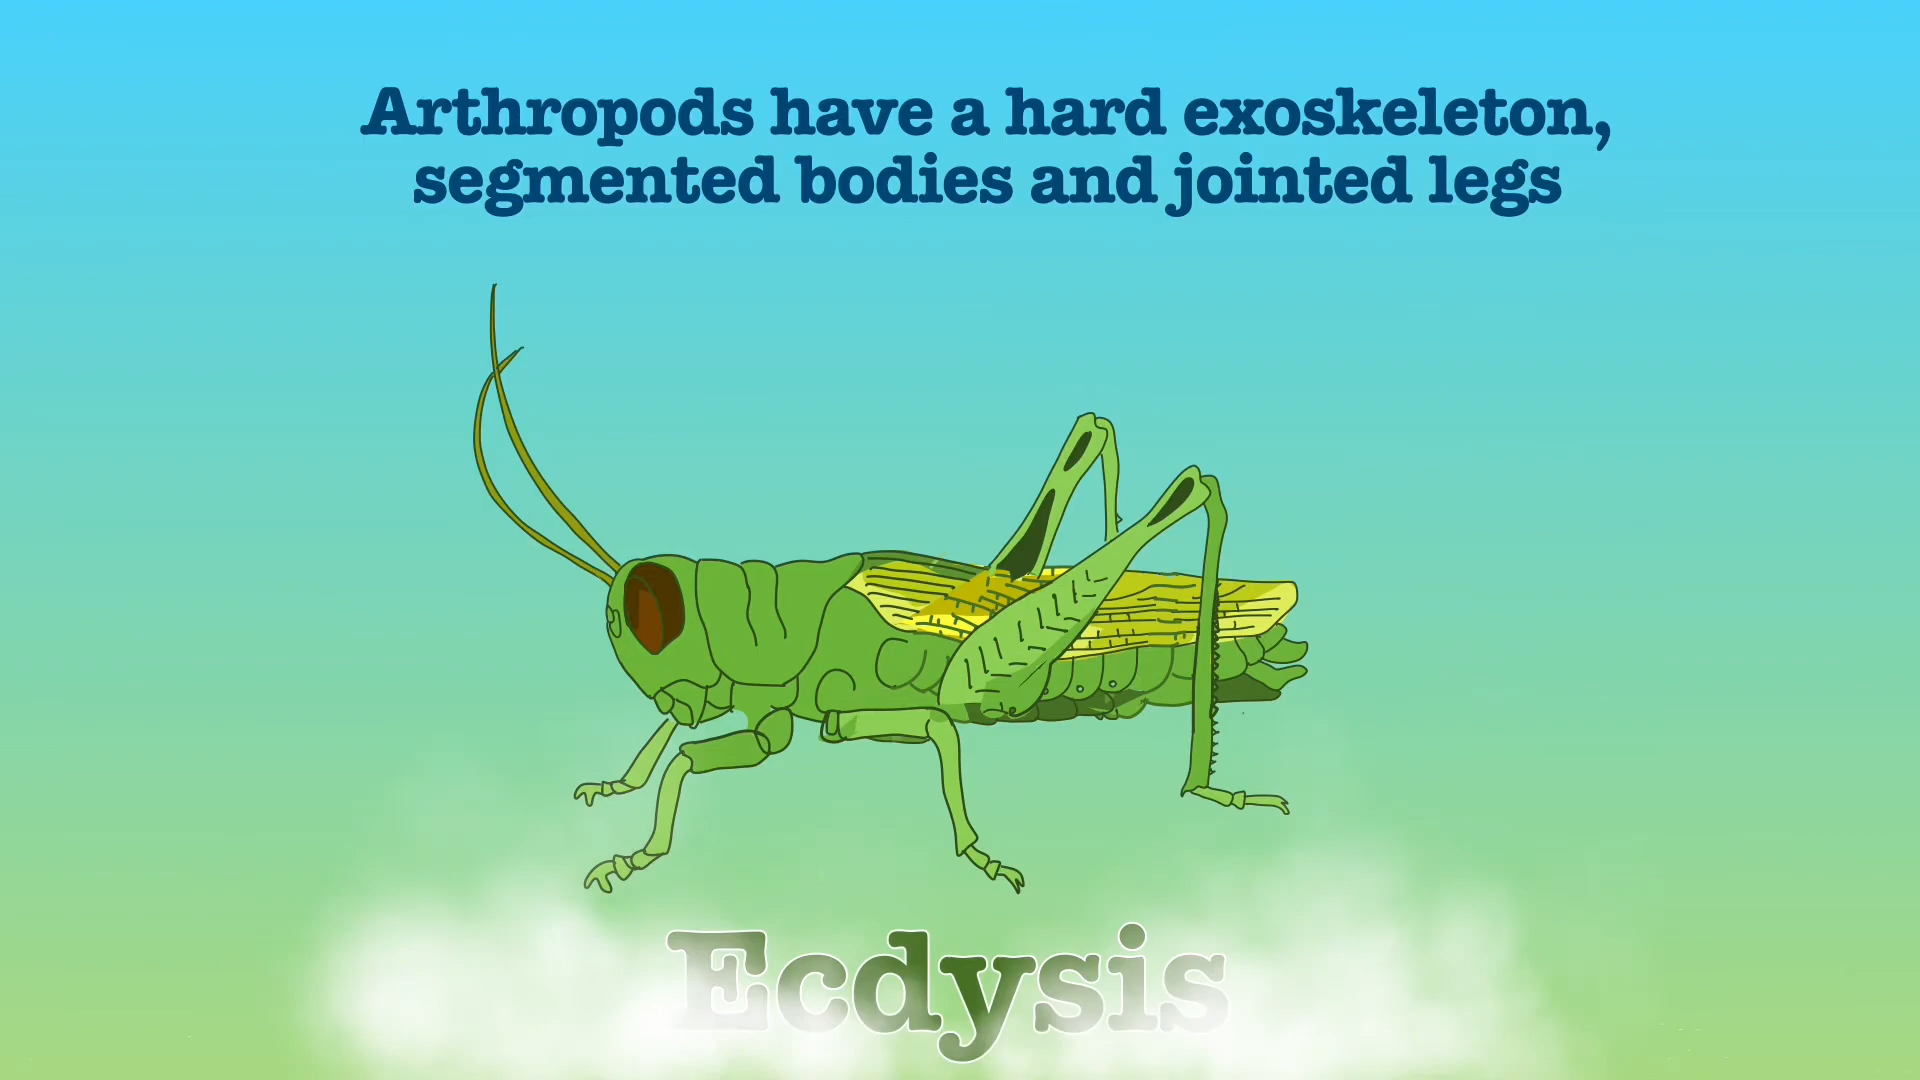 Arthropods have a hard exoskeleton,
segmented bodies and jointed legs
Ecdysis